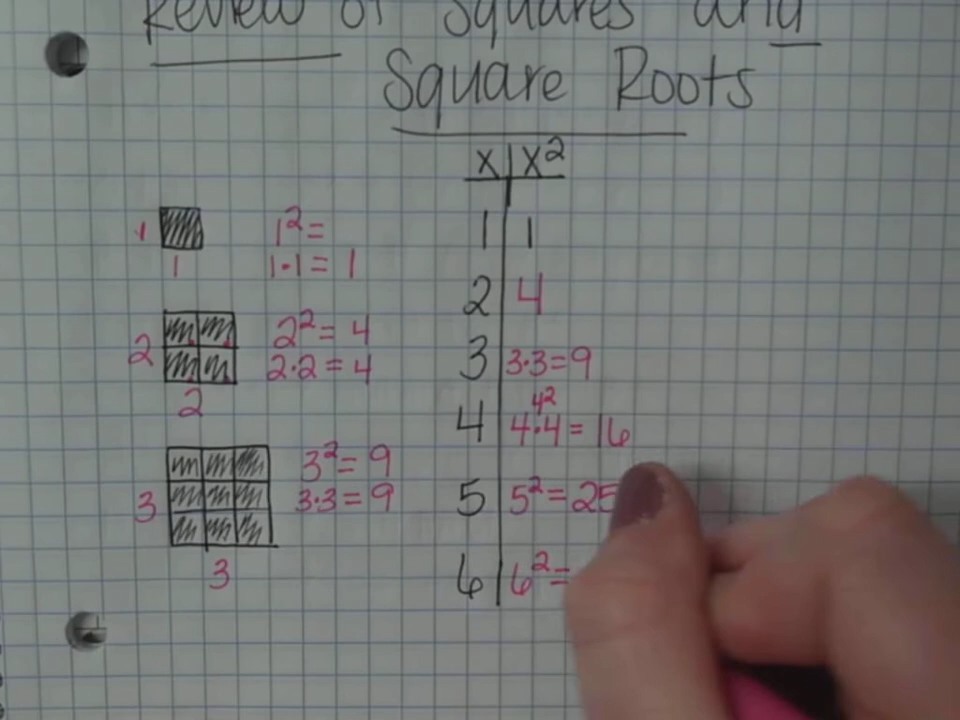 Review of Squares and
Square Roots
x | x²
1 | 1
2 | 4
3 | 3·3=9
4²
4 | 4·4=16
5 | 5²=25
6 | 6²=
1
1² =
1·1 = 1
1
2
2² = 4
2·2 = 4
2
3
3² = 9
3·3 = 9
3